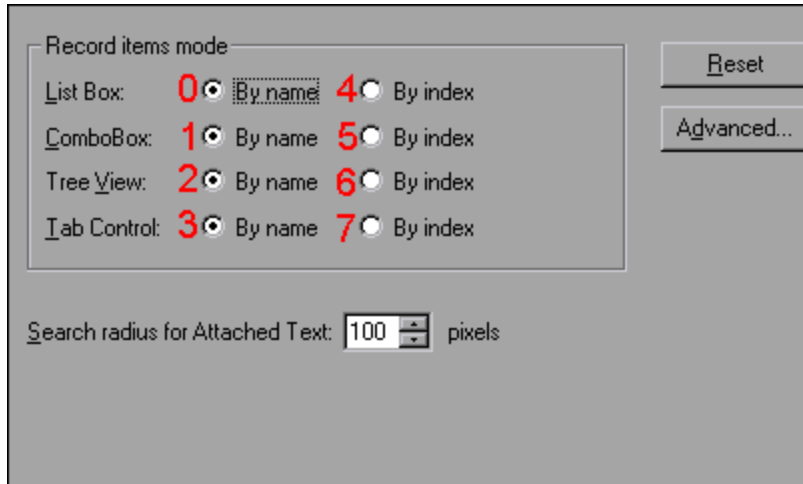 Record items mode
List Box: 0 By name 4 By index
ComboBox: 1 By name 5 By index
Tree View: 2 By name 6 By index
Tab Control: 3 By name 7 By index
Search radius for Attached Text: 100 pixels
Reset
Advanced...